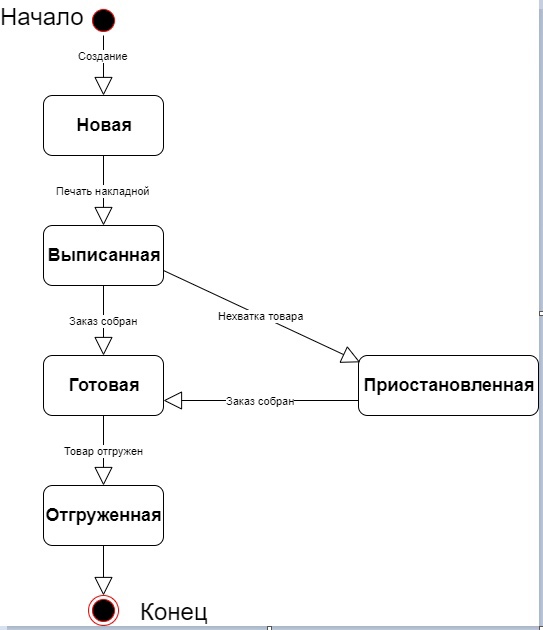 Начало
Создание
Новая
Печать накладной
Выписанная
Заказ собран
Нехватка товара
Готовая
Заказ собран
Приостановленная
Товар отгружен
Отгруженная
Конец